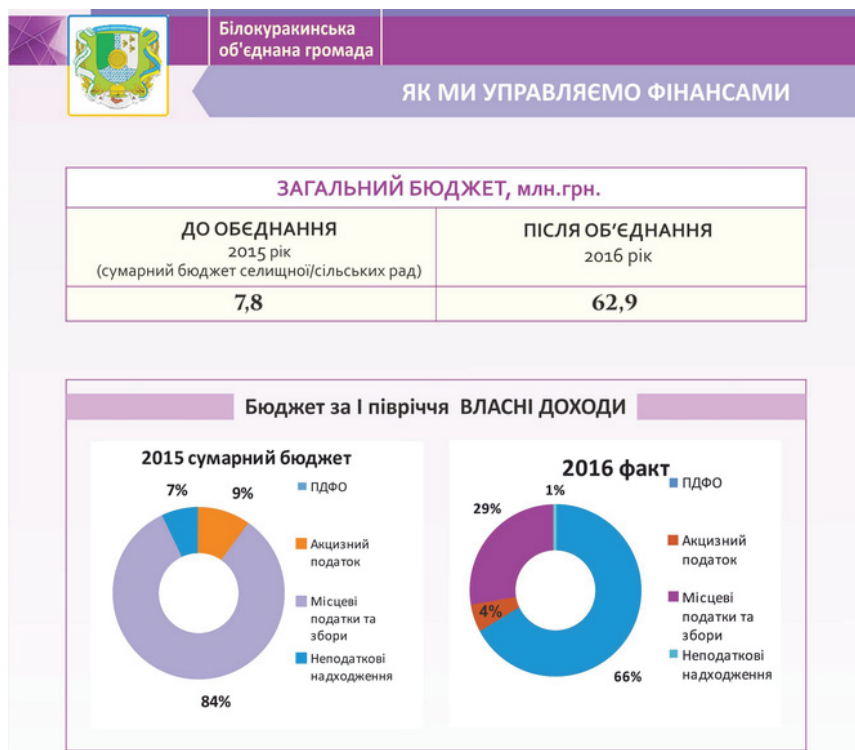 Білокуракинська
об'єднана громада
ЯК МИ УПРАВЛЯЄМО ФІНАНСАМИ
ЗАГАЛЬНИЙ БЮДЖЕТ, млн.грн.
ДО ОБЄДНАННЯ
2015 рік
(сумарний бюджет селищної/сільських рад)
ПІСЛЯ ОБ’ЄДНАННЯ
2016 рік
7,8
62,9
Бюджет за І півріччя ВЛАСНІ ДОХОДИ
2015 сумарний бюджет
7%
9%
84%
ПДФО
Акцизний
податок
Місцеві
податки та
збори
Неподаткові
надходження
2016 факт
1%
29%
4%
66%
ПДФО
Акцизний
податок
Місцеві
податки та
збори
Неподаткові
надходження